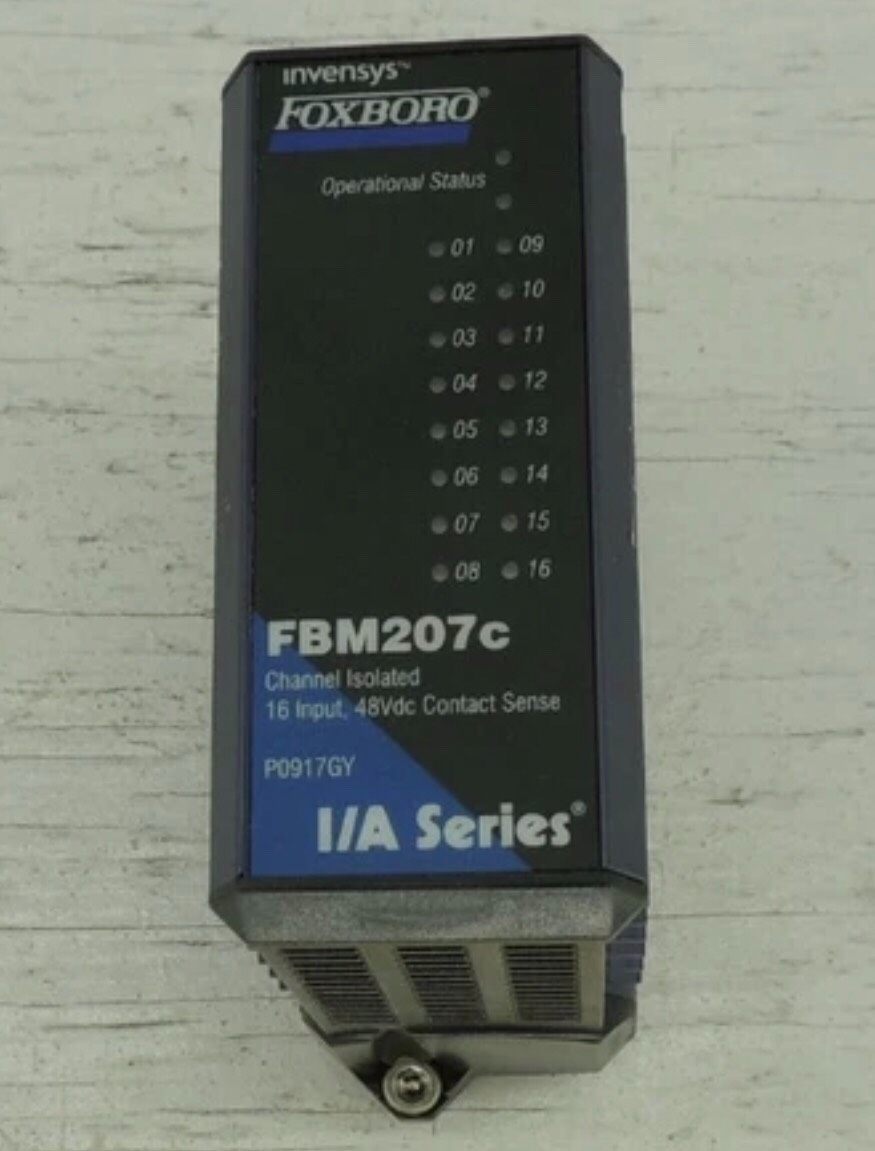 invensys™
FOXBORO®
Operational Status
01 09
02 10
03 11
04 12
05 13
06 14
07 15
08 16
FBM207c
Channel Isolated
16 Input, 48Vdc Contact Sense
P0917GY
I/A Series®